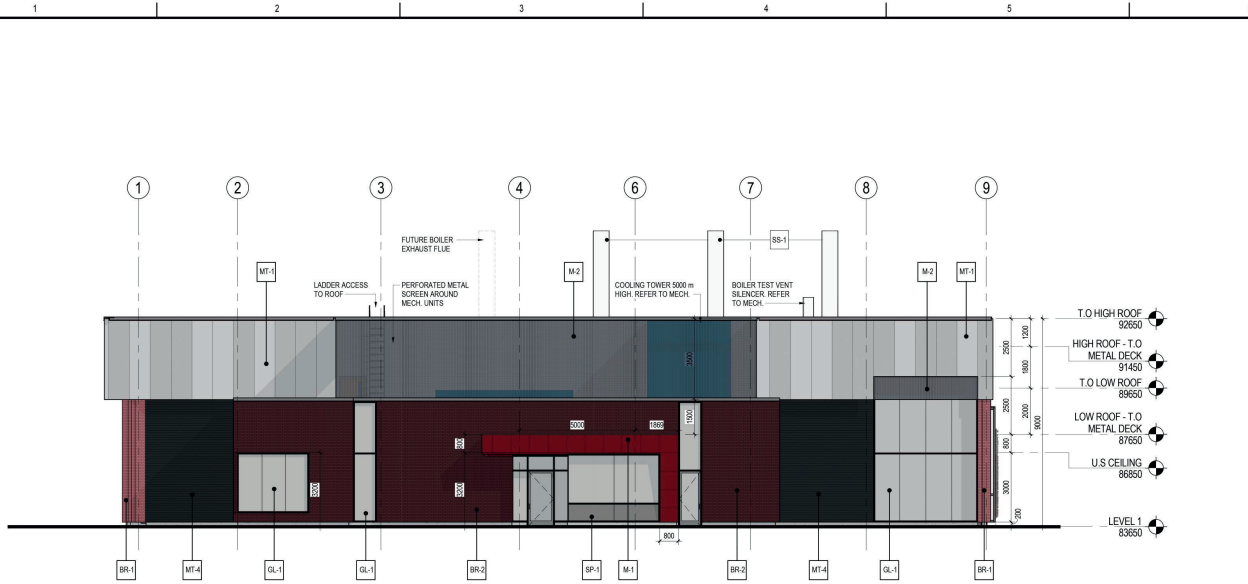 1 2 3 4 5
1 2 3 4 6 7 8 9
FUTURE BOILER
EXHAUST FLUE
SS-1
MT-1
LADDER ACCESS
TO ROOF
PERFORATED METAL
SCREEN AROUND
MECH. UNITS
M-2
COOLING TOWER 5000 m
HIGH. REFER TO MECH.
BOILER TEST VENT
SILENCER. REFER
TO MECH.
M-2
MT-1
T.O HIGH ROOF
92650
HIGH ROOF - T.O
METAL DECK
91450
T.O LOW ROOF
89650
LOW ROOF - T.O
METAL DECK
87650
U.S CEILING
86850
LEVEL 1
83650
2500
1200
1800
2500
2000
9000
800
3000
200
3500
1500
5000
1869
800
3200
3200
800
BR-1
MT-4
GL-1
GL-1
BR-2
SP-1
M-1
BR-2
MT-4
GL-1
BR-1